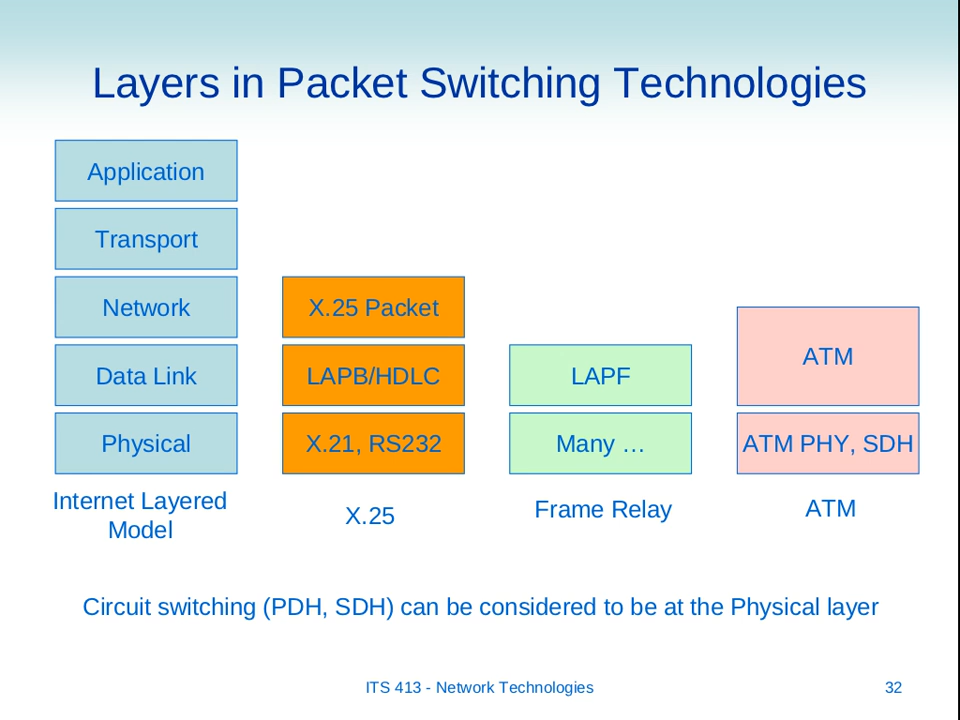 Layers in Packet Switching Technologies
Application
Transport
Network
X.25 Packet
Data Link
LAPB/HDLC
LAPF
ATM
Physical
X.21, RS232
Many …
ATM PHY, SDH
Internet Layered
Model
X.25
Frame Relay
ATM
Circuit switching (PDH, SDH) can be considered to be at the Physical layer
ITS 413 - Network Technologies
32